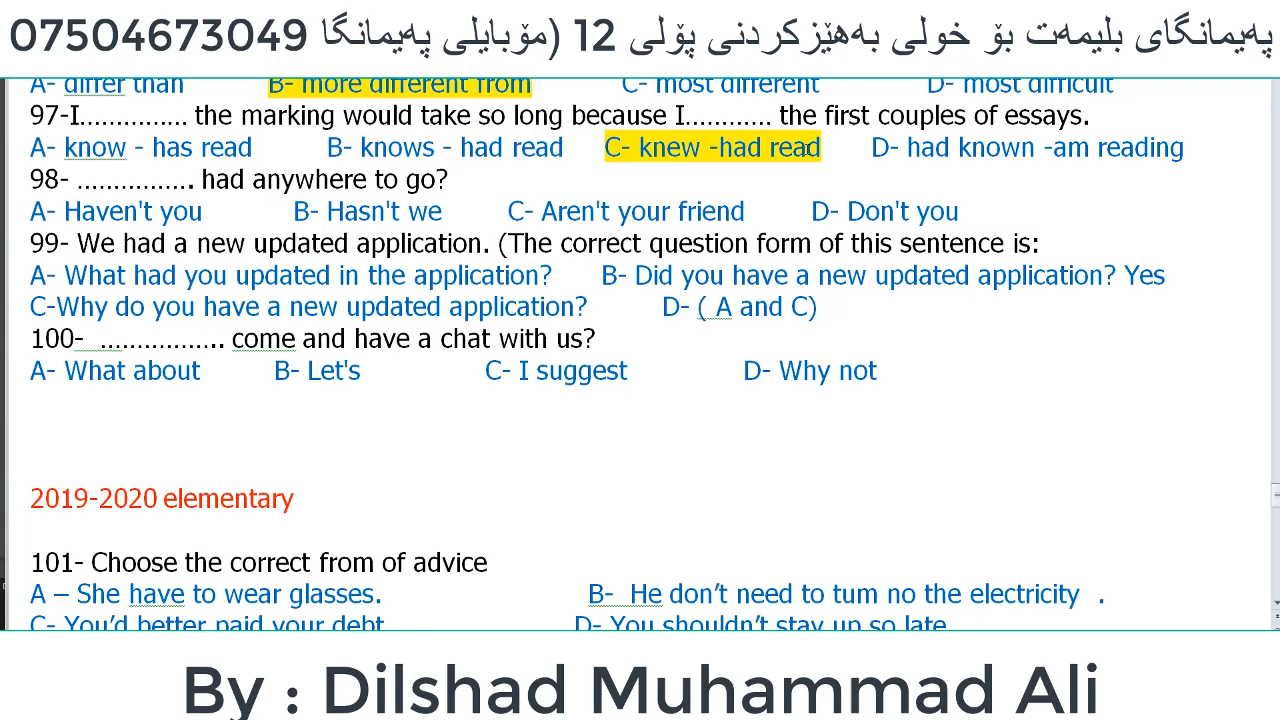 پەیمانگای بلیمەت بۆ خولی بەهێزکردنی پۆلی 12 (مۆبایلی پەیمانگا 07504673049
A- differ than B- more different from C- most different D- most difficult
97-I............... the marking would take so long because I............ the first couples of essays.
A- know - has read B- knows - had read C- knew -had read D- had known -am reading
98- ................ had anywhere to go?
A- Haven't you B- Hasn't we C- Aren't your friend D- Don't you
99- We had a new updated application. (The correct question form of this sentence is:
A- What had you updated in the application? B- Did you have a new updated application? Yes
C-Why do you have a new updated application? D- ( A and C)
100- ................. come and have a chat with us?
A- What about B- Let's C- I suggest D- Why not
2019-2020 elementary
101- Choose the correct from of advice
A – She have to wear glasses. B- He don’t need to tum no the electricity .
C- You’d better paid your debt D- You shouldn’t stay up so late
By : Dilshad Muhammad Ali